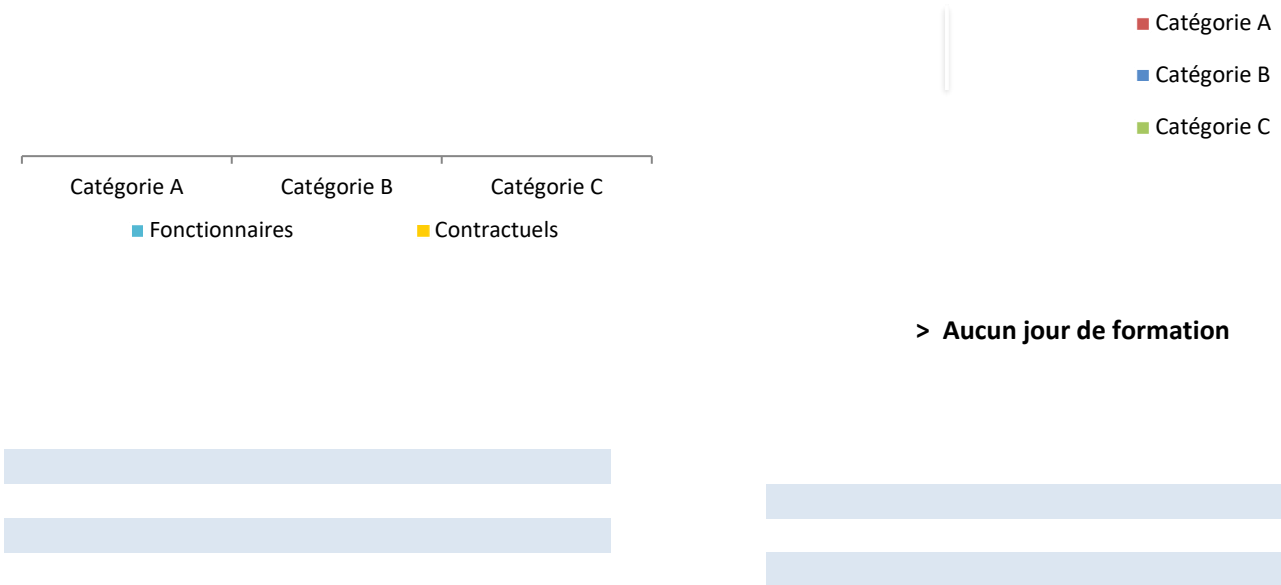 Catégorie A
Catégorie B
Catégorie C
Catégorie A Catégorie B Catégorie C
Fonctionnaires Contractuels
> Aucun jour de formation